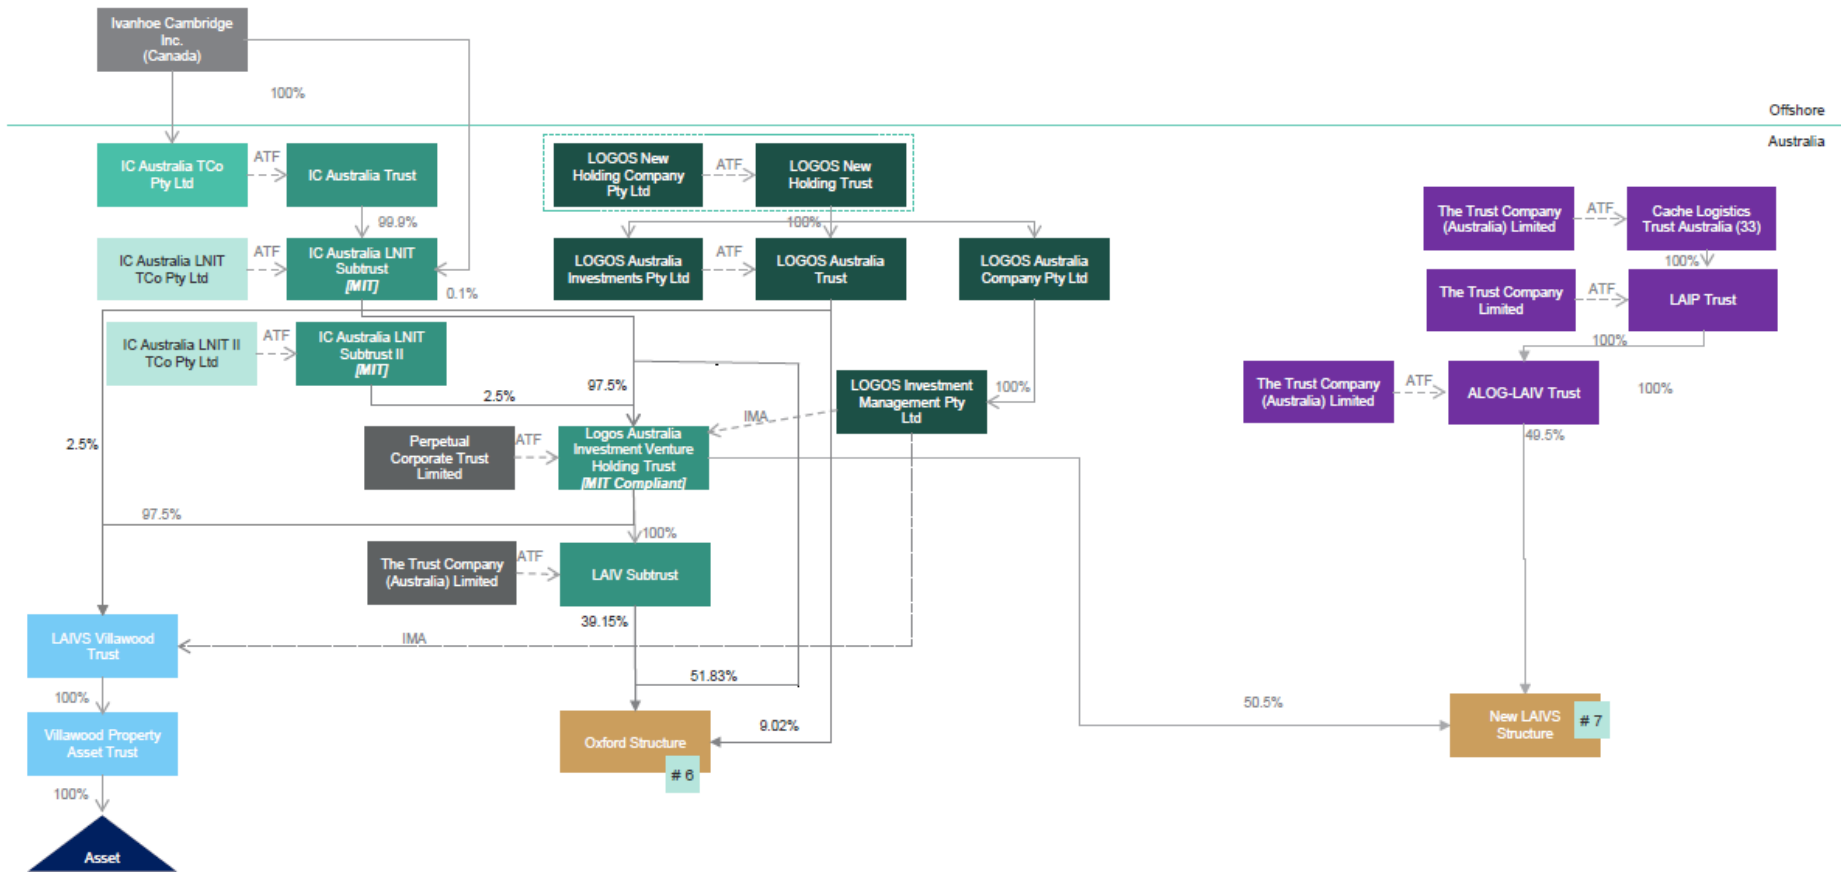 Ivanhoe Cambridge
Inc.
(Canada)
100%
Offshore
Australia
IC Australia TCo
Pty Ltd
ATF
IC Australia Trust
LOGOS New
Holding Company
Pty Ltd
ATF
LOGOS New
Holding Trust
99.9%
100%
The Trust Company
(Australia) Limited
ATF
Cache Logistics
Trust Australia (33)
100%
IC Australia LNIT
TCo Pty Ltd
ATF
IC Australia LNIT
Subtrust
[MIT]
0.1%
LOGOS Australia
Investments Pty Ltd
ATF
LOGOS Australia
Trust
LOGOS Australia
Company Pty Ltd
The Trust Company
Limited
ATF
LAIP Trust
100%
IC Australia LNIT II
TCo Pty Ltd
ATF
IC Australia LNIT
Subtrust II
[MIT]
2.5%
97.5%
LOGOS Investment
Management Pty
Ltd
100%
IMA
The Trust Company
(Australia) Limited
ATF
ALOG-LAIV Trust
100%
49.5%
2.5%
Perpetual
Corporate Trust
Limited
ATF
Logos Australia
Investment Venture
Holding Trust
[MIT Compliant]
97.5%
100%
The Trust Company
(Australia) Limited
ATF
LAIV Subtrust
39.15%
LAIVS Villawood
Trust
IMA
51.83%
100%
50.5%
Villawood Property
Asset Trust
Oxford Structure
# 6
9.02%
New LAIVS
Structure
# 7
100%
Asset